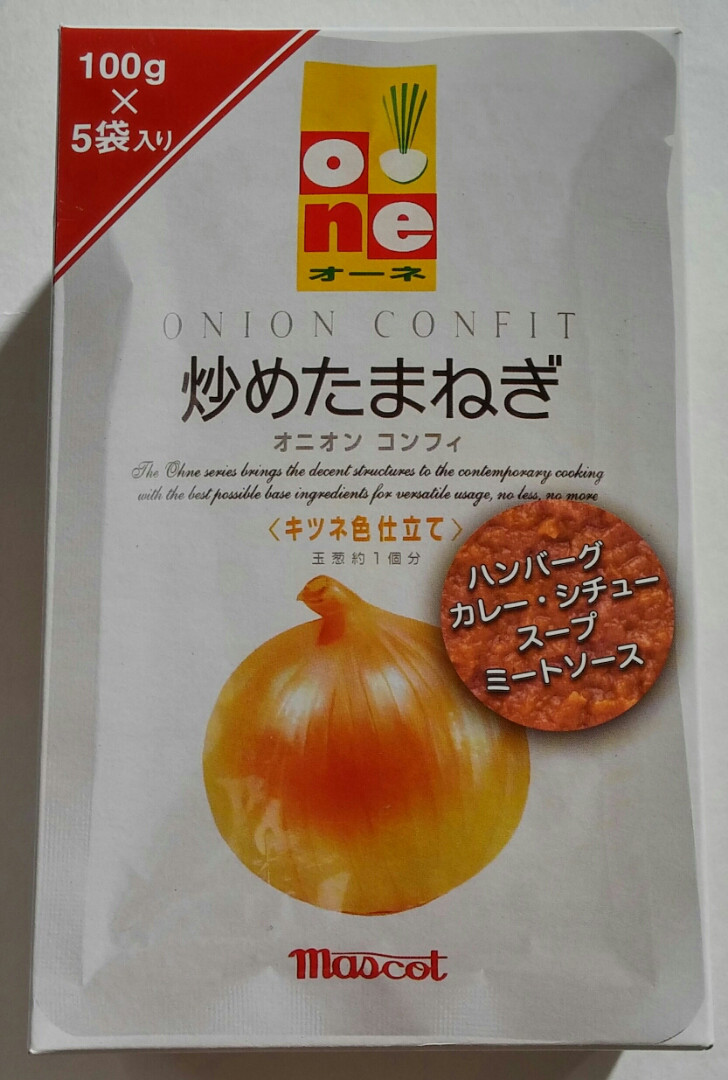 100g
×
5袋入り
one
オーネ
ONION CONFIT
炒めたまねぎ
オニオン コンフィ
The Ohne series brings the decent structures to the contemporary cooking
with the best possible base ingredients for versatile usage, no less, no more
〈キツネ色仕立て〉
玉葱約1個分
ハンバーグ
カレー・シチュー
スープ
ミートソース
mascot